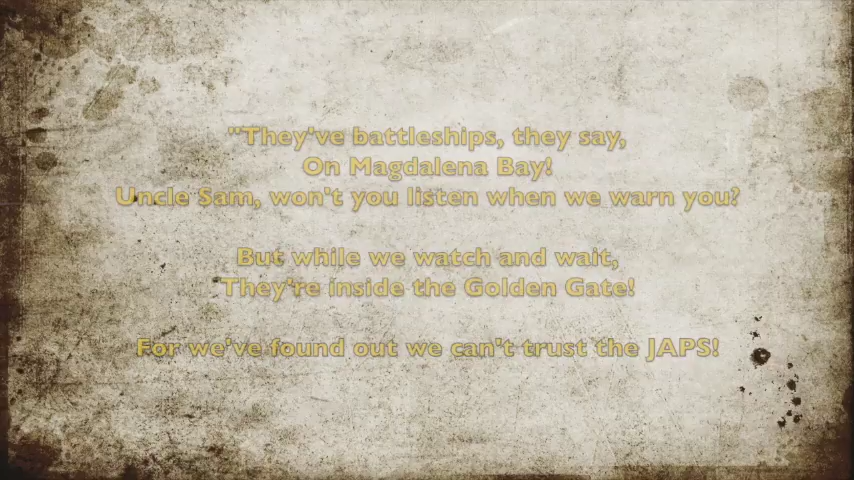 "They've battleships, they say,
On Magdalena Bay!
Uncle Sam, won't you listen when we warn you?
But while we watch and wait,
They're inside the Golden Gate!
For we've found out we can't trust the JAPS!